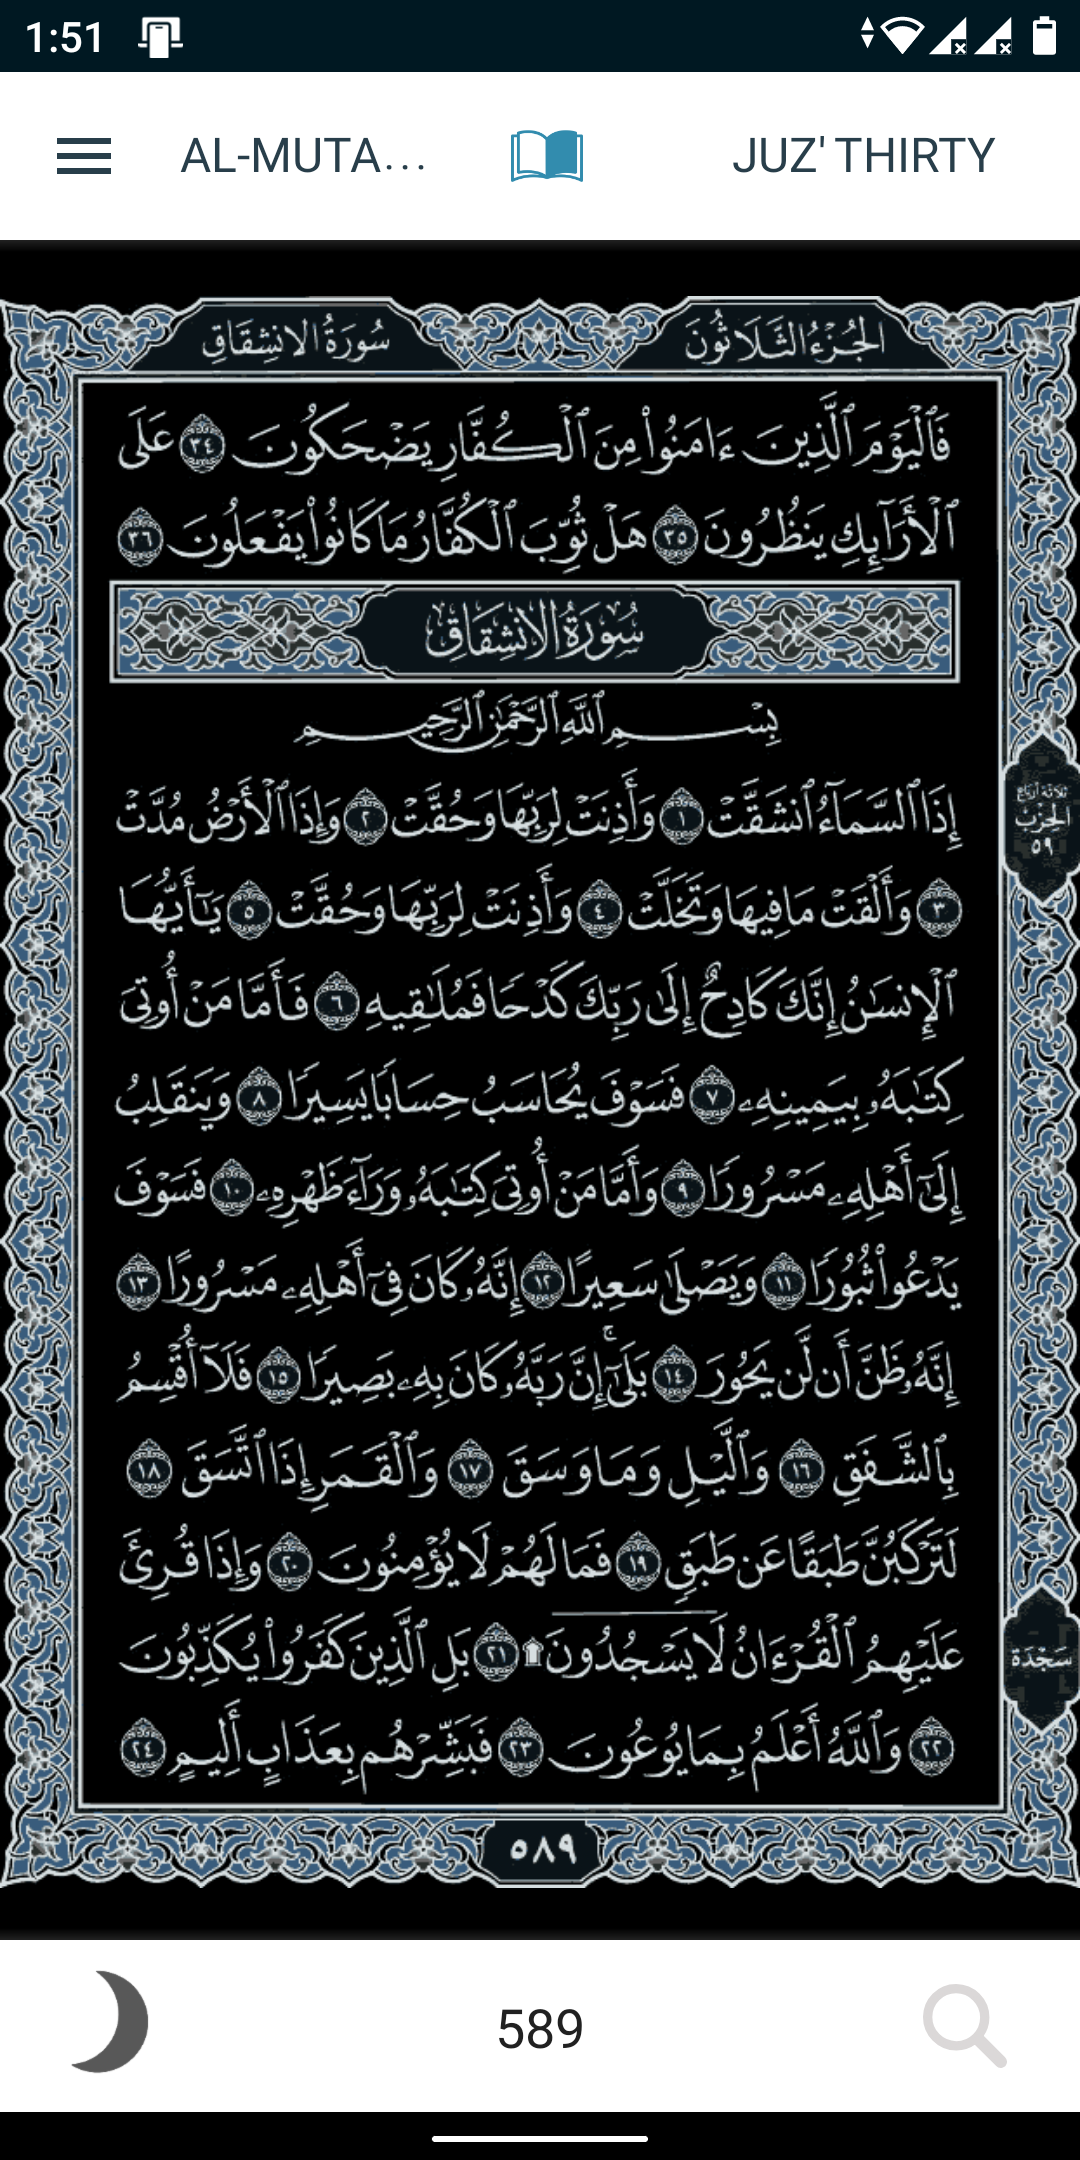 1:51
AL-MUTA...
JUZ' THIRTY
الجُزْءُ الثَّلَاثُونَ
سُورَةُ الانشِقَاقِ
فَٱلْيَوْمَ ٱلَّذِينَ ءَامَنُوا۟ مِنَ ٱلْكُفَّارِ يَضْحَكُونَ ٣٤ عَلَى
ٱلْأَرَآئِكِ يَنظُرُونَ ٣٥ هَلْ ثُوِّبَ ٱلْكُفَّارُ مَا كَانُوا۟ يَفْعَلُونَ ٣٦
سُورَةُ الانشِقَاقِ
بِسْمِ ٱللَّهِ ٱلرَّحْمَٰنِ ٱلرَّحِيمِ
إِذَا ٱلسَّمَآءُ ٱنشَقَّتْ ١ وَأَذِنَتْ لِرَبِّهَا وَحُقَّتْ ٢ وَإِذَا ٱلْأَرْضُ مُدَّتْ
٣ وَأَلْقَتْ مَا فِيهَا وَتَخَلَّتْ ٤ وَأَذِنَتْ لِرَبِّهَا وَحُقَّتْ ٥ يَٰٓأَيُّهَا
ٱلْإِنسَٰنُ إِنَّكَ كَادِحٌ إِلَىٰ رَبِّكَ كَدْحًا فَمُلَٰقِيهِ ٦ فَأَمَّا مَنْ أُوتِىَ
كِتَٰبَهُۥ بِيَمِينِهِۦ ٧ فَسَوْفَ يُحَاسَبُ حِسَابًا يَسِيرًا ٨ وَيَنقَلِبُ
إِلَىٰٓ أَهْلِهِۦ مَسْرُورًا ٩ وَأَمَّا مَنْ أُوتِىَ كِتَٰبَهُۥ وَرَآءَ ظَهْرِهِۦ ١٠ فَسَوْفَ
يَدْعُوا۟ ثُبُورًا ١١ وَيَصْلَىٰ سَعِيرًا ١٢ إِنَّهُۥ كَانَ فِىٓ أَهْلِهِۦ مَسْرُورًا ١٣
إِنَّهُۥ ظَنَّ أَن لَّن يَحُورَ ١٤ بَلَىٰٓ ۚ إِنَّ رَبَّهُۥ كَانَ بِهِۦ بَصِيرًا ١٥ فَلَآ أُقْسِمُ
بِٱلشَّفَقِ ١٦ وَٱلَّيْلِ وَمَا وَسَقَ ١٧ وَٱلْقَمَرِ إِذَا ٱتَّسَقَ ١٨
لَتَرْكَبُنَّ طَبَقًا عَن طَبَقٍ ١٩ فَمَا لَهُمْ لَا يُؤْمِنُونَ ٢٠ وَإِذَا قُرِئَ
عَلَيْهِمُ ٱلْقُرْءَانُ لَا يَسْجُدُونَ ۩ ٢١ بَلِ ٱلَّذِينَ كَفَرُوا۟ يُكَذِّبُونَ
٢٢ وَٱللَّهُ أَعْلَمُ بِمَا يُوعُونَ ٢٣ فَبَشِّرْهُم بِعَذَابٍ أَلِيمٍ ٢٤
ثلاثة أرباع
الحِزْب
٥٩
سَجْدَة
٥٨٩
589